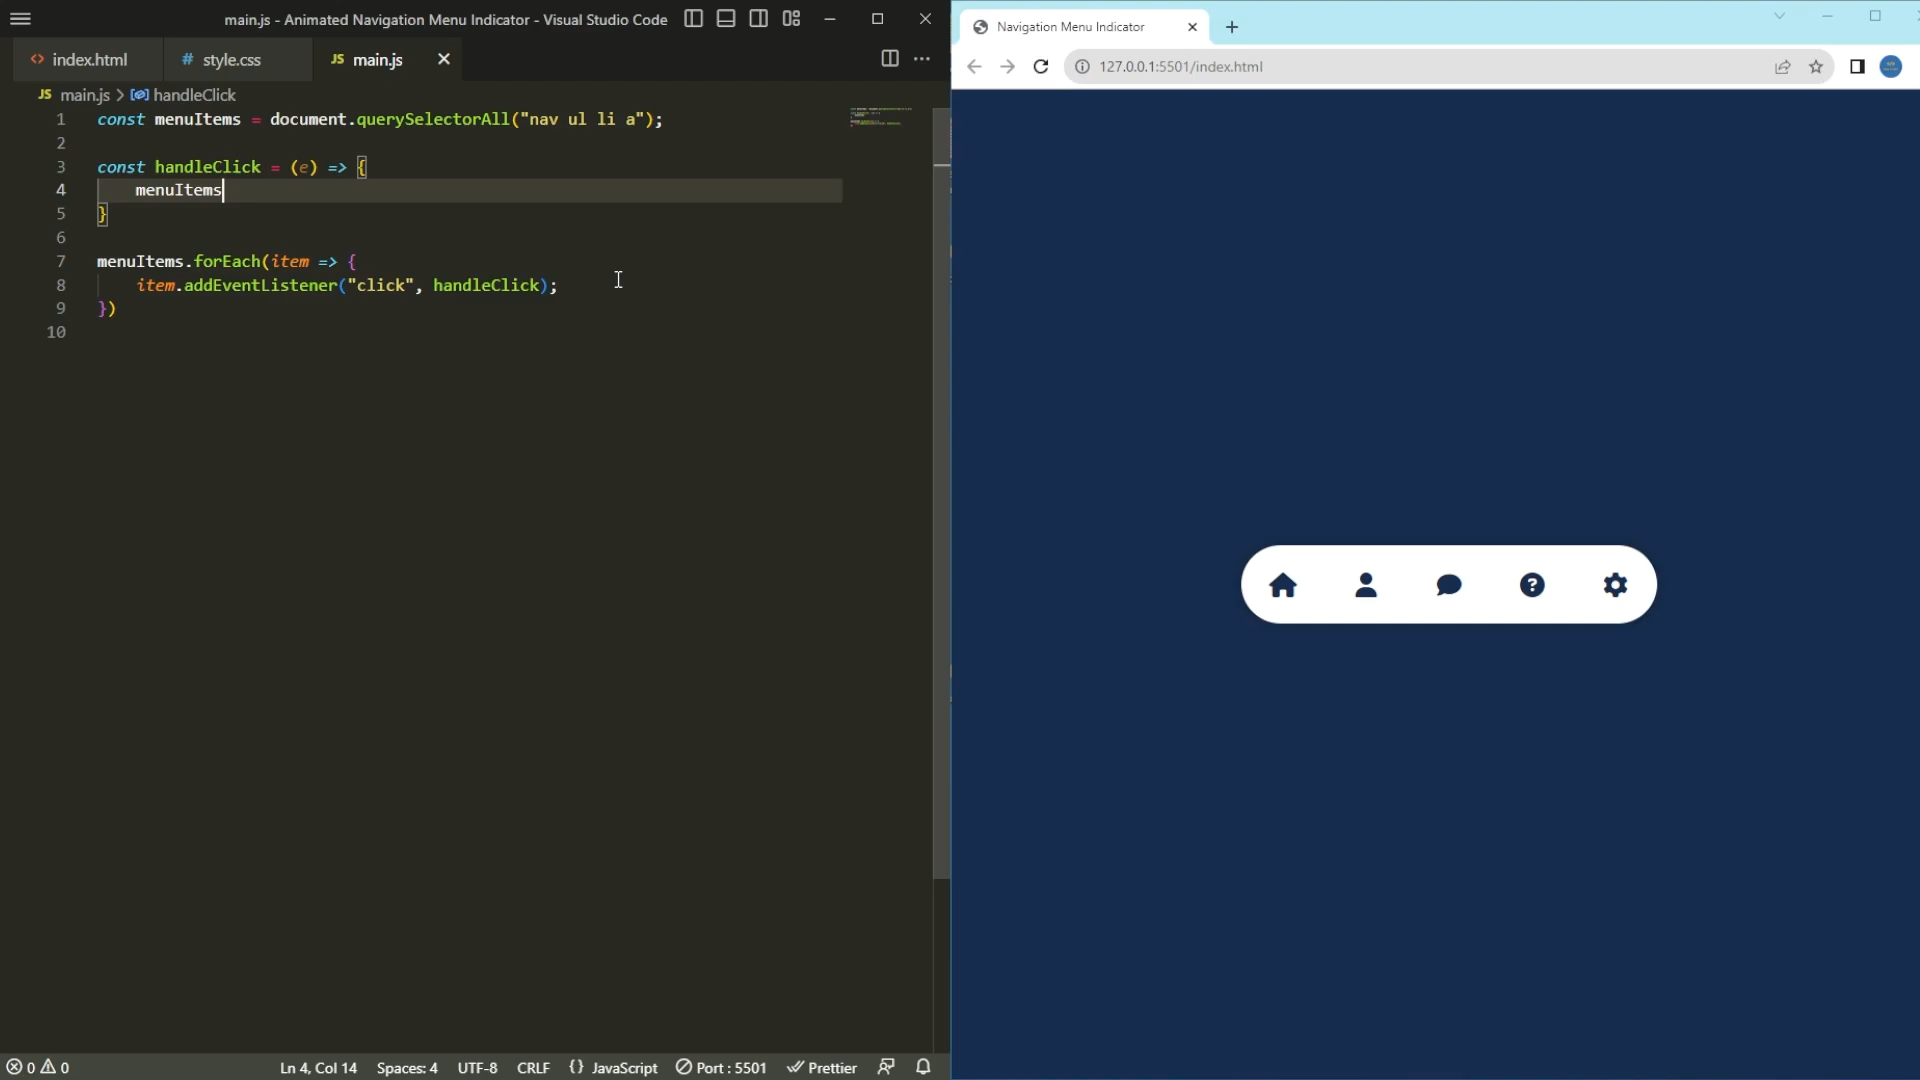 main.js - Animated Navigation Menu Indicator - Visual Studio Code
index.html
style.css
JS main.js
JS main.js > handleClick
1 const menuItems = document.querySelectorAll("nav ul li a");
2
3 const handleClick = (e) => {
4 menuItems
5 }
6
7 menuItems.forEach(item => {
8 item.addEventListener("click", handleClick);
9 })
10
0 0
Ln 4, Col 14
Spaces: 4
UTF-8
CRLF
{} JavaScript
Port : 5501
Prettier
Navigation Menu Indicator
127.0.0.1:5501/index.html
?